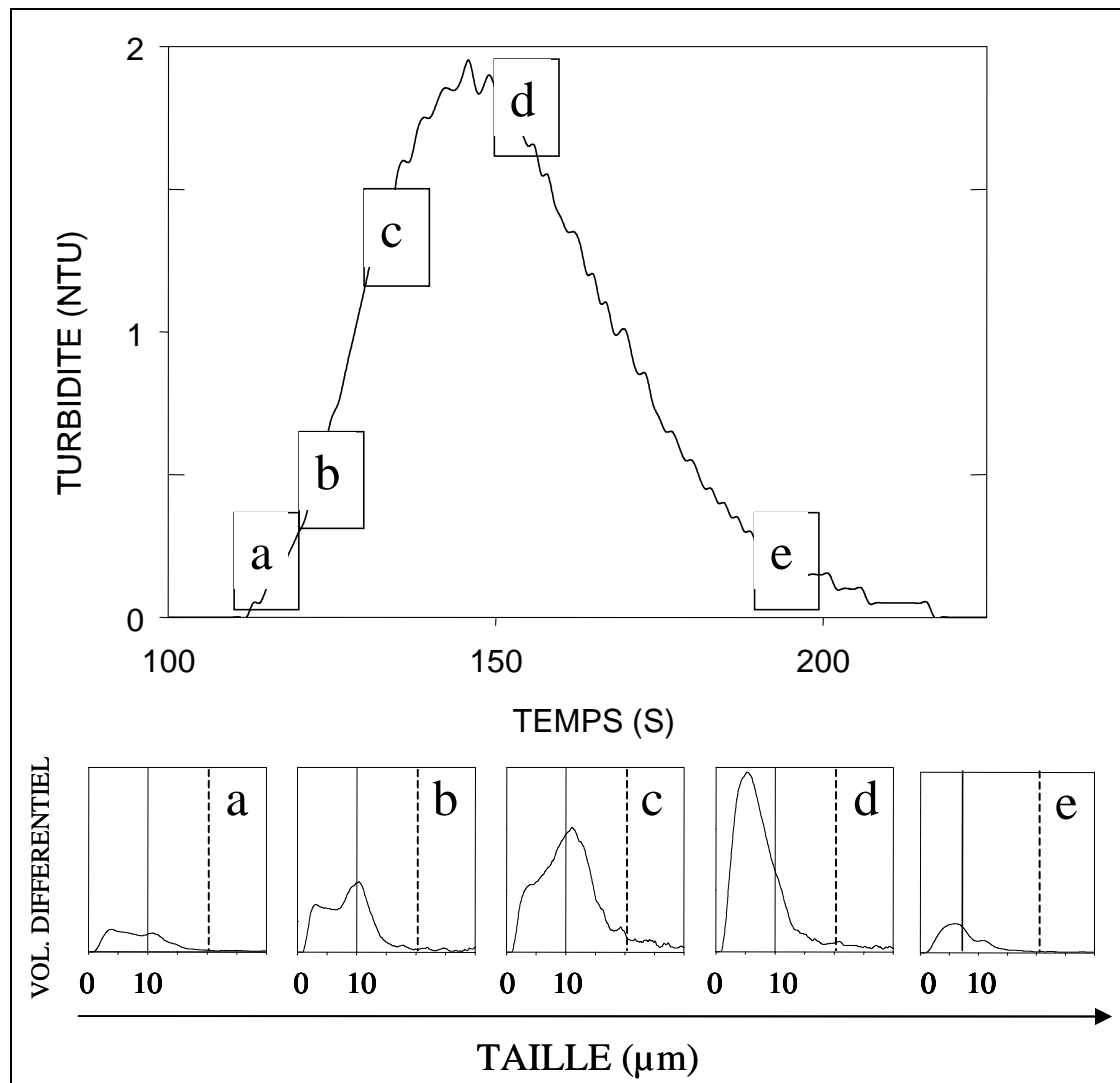 2
1
0
TURBIDITE (NTU)
a
b
c
d
e
100 150 200
TEMPS (S)
VOL. DIFFERENTIEL
a b c d e
0 10 0 10 0 10 0 10 0 10
TAILLE (µm)